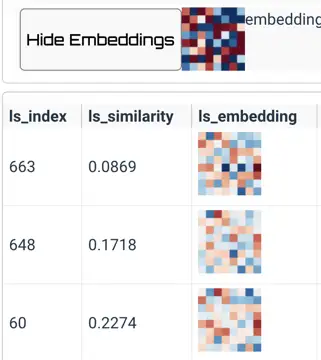 Hide Embeddings embedding
ls_index ls_similarity ls_embedding
663 0.0869
648 0.1718
60 0.2274